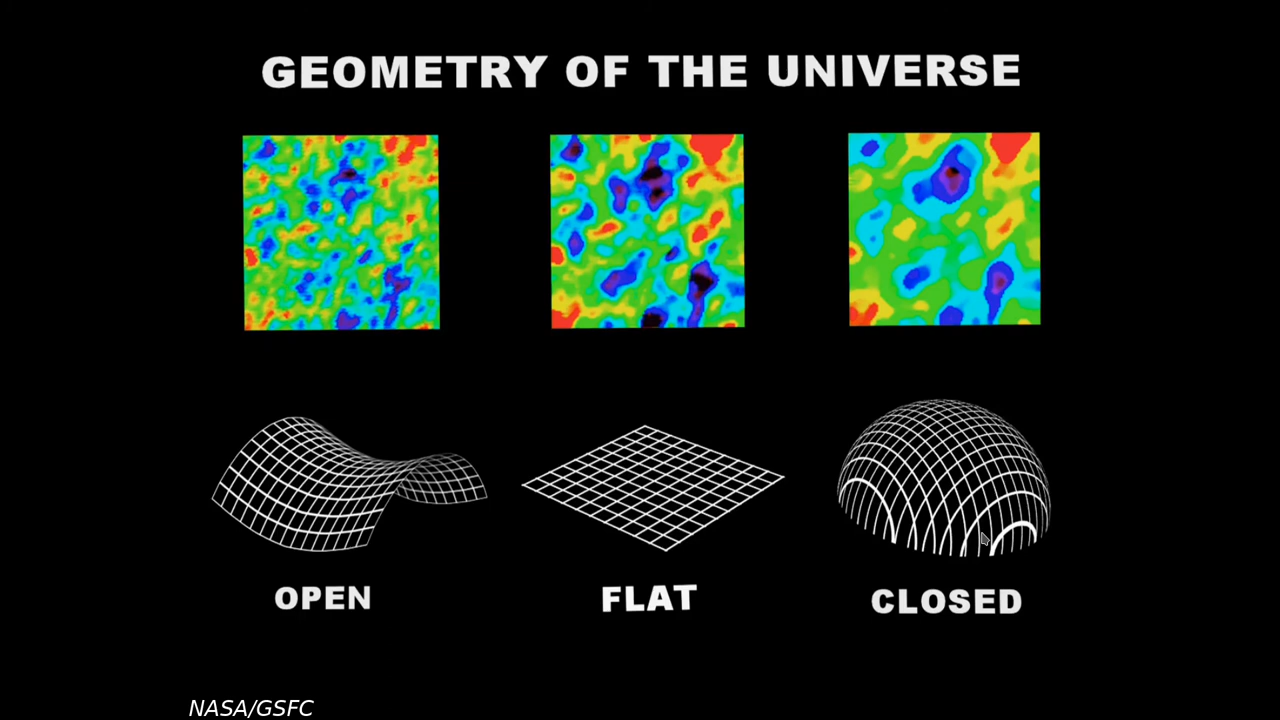 GEOMETRY OF THE UNIVERSE
OPEN
FLAT
CLOSED
NASA/GSFC